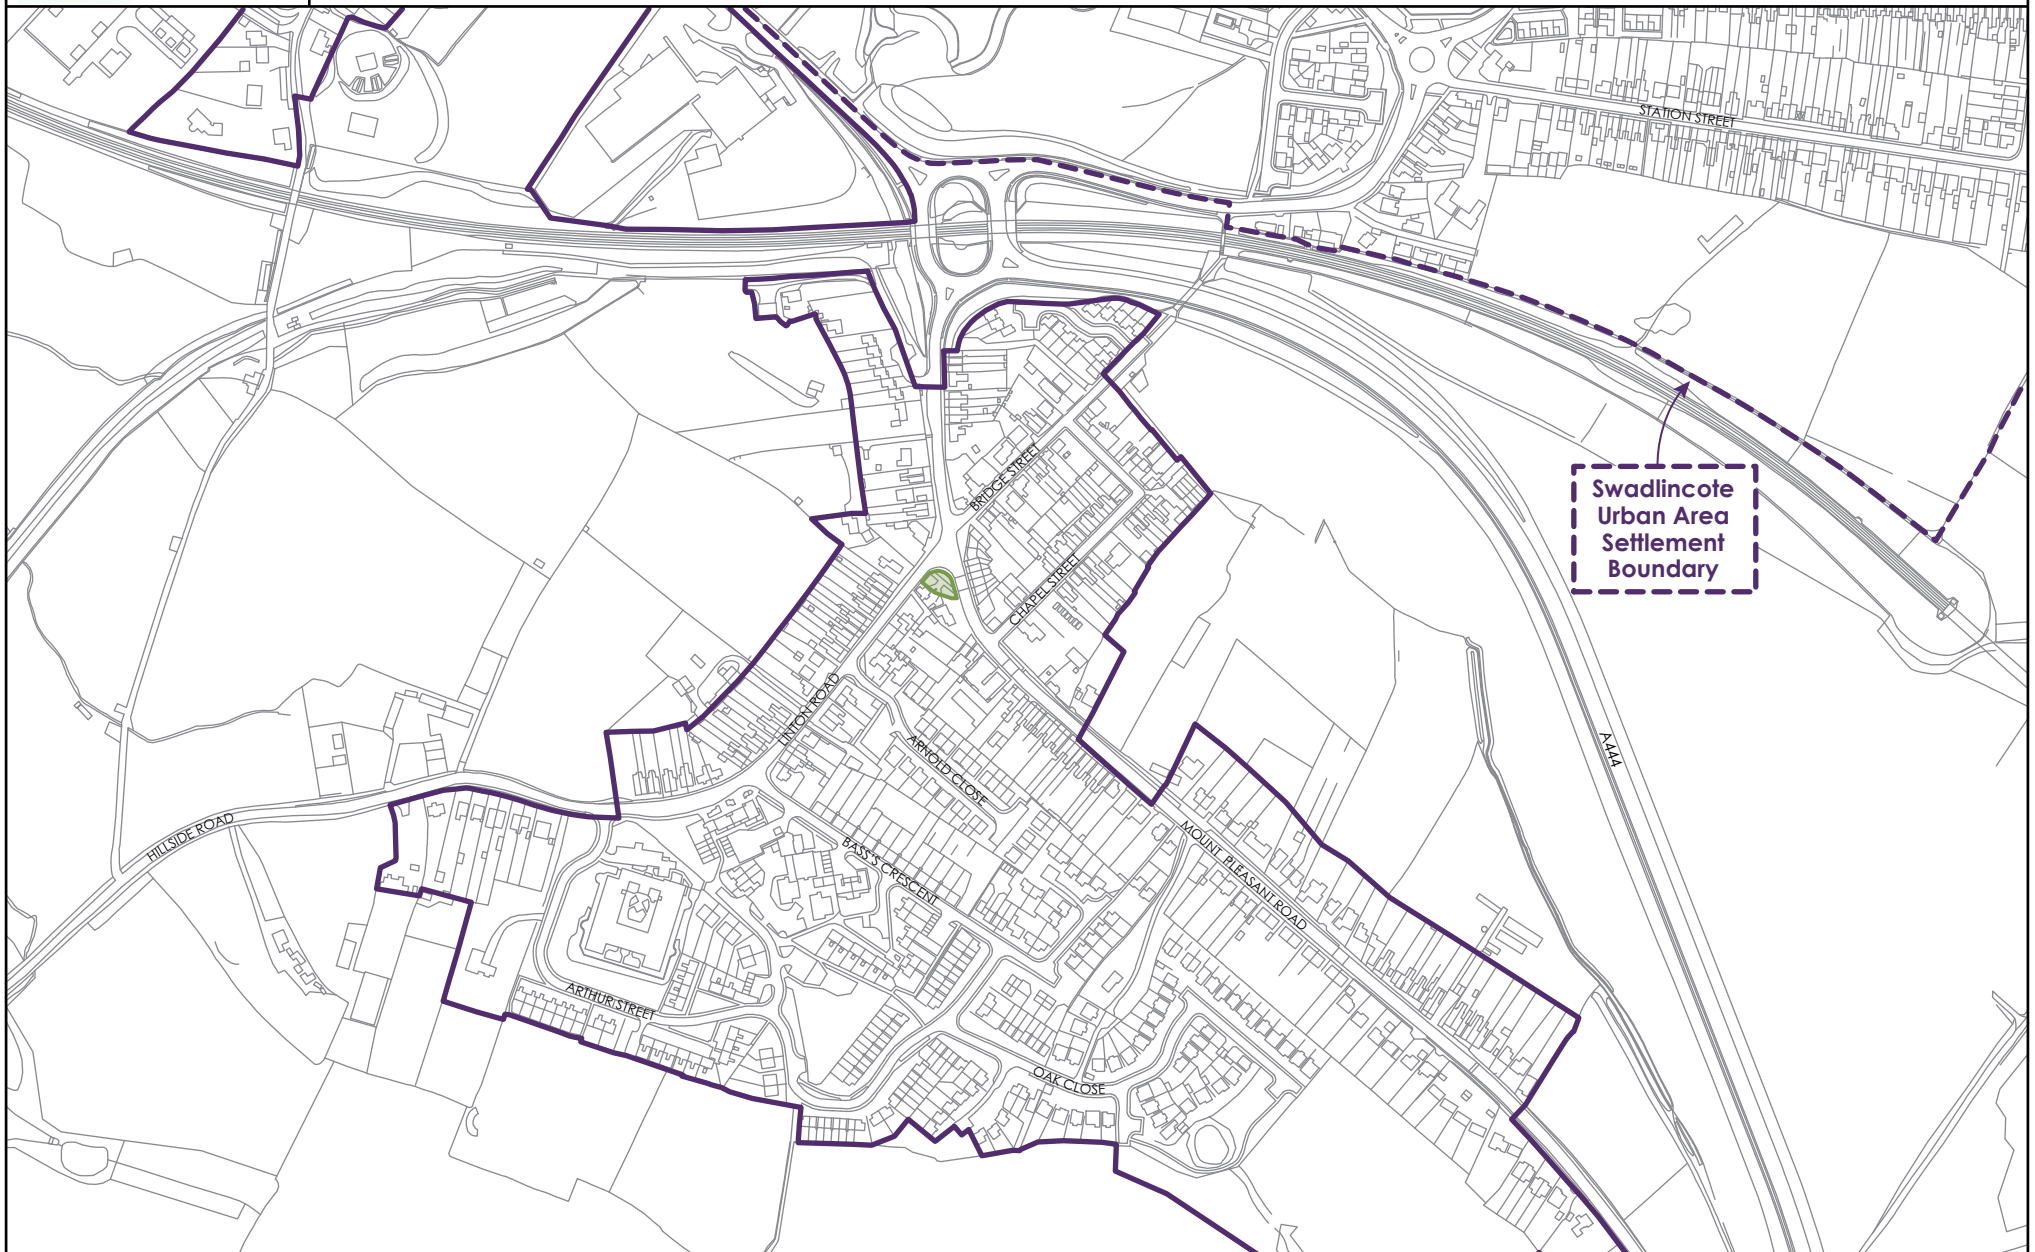 STATION STREET
BRIDGE STREET
Swadlincote
Urban Area
Settlement
Boundary
CHAPEL STREET
LINTON ROAD
ARNOLD CLOSE
A444
HILLSIDE ROAD
BASS'S CRESCENT
MOUNT PLEASANT ROAD
ARTHUR STREET
OAK CLOSE